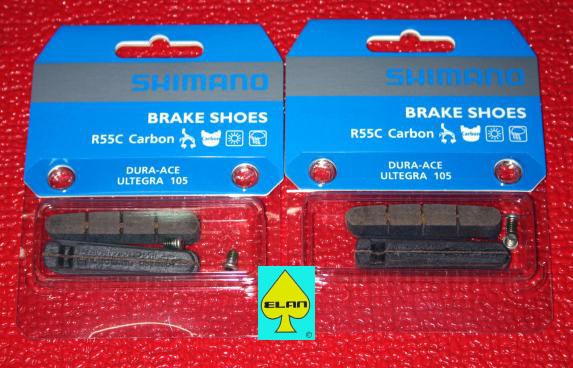 SHIMANO
BRAKE SHOES
R55C Carbon
DURA-ACE
ULTEGRA 105
SHIMANO
BRAKE SHOES
R55C Carbon
DURA-ACE
ULTEGRA 105
ELAN
©